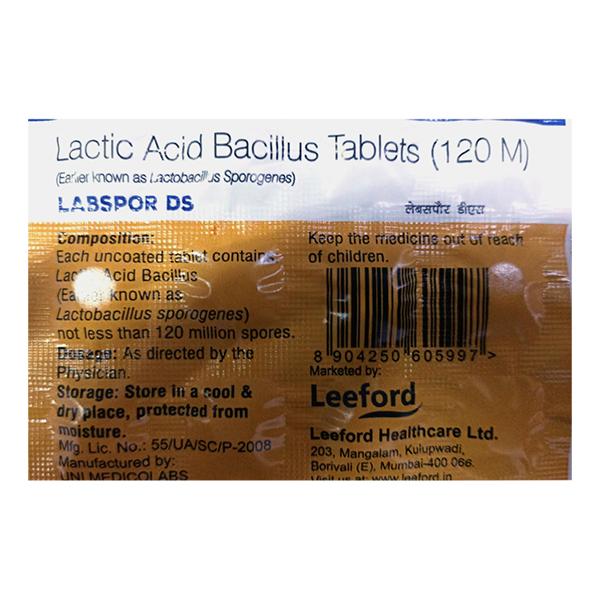 Lactic Acid Bacillus Tablets (120 M)
(Earlier known as Lactobacillus Sporogenes)
LABSPOR DS
लेबसपौर डीएस
Composition:
Each uncoated tablet contains
Lactic Acid Bacillus
(Earlier known as
Lactobacillus sporogenes)
not less than 120 million spores.
Dosage: As directed by the
Physician.
Storage: Store in a cool &
dry place, protected from
moisture.
Mfg. Lic. No.: 55/UA/SC/P-2008
Manufactured by:
UNI MEDICOLABS
Keep the medicine out of reach
of children.
8 904250 605997 >
Marketed by:
Leeford
Leeford Healthcare Ltd.
203, Mangalam, Kulupwadi,
Borivali (E), Mumbai-400 066.
Visit us at: www.leeford.in